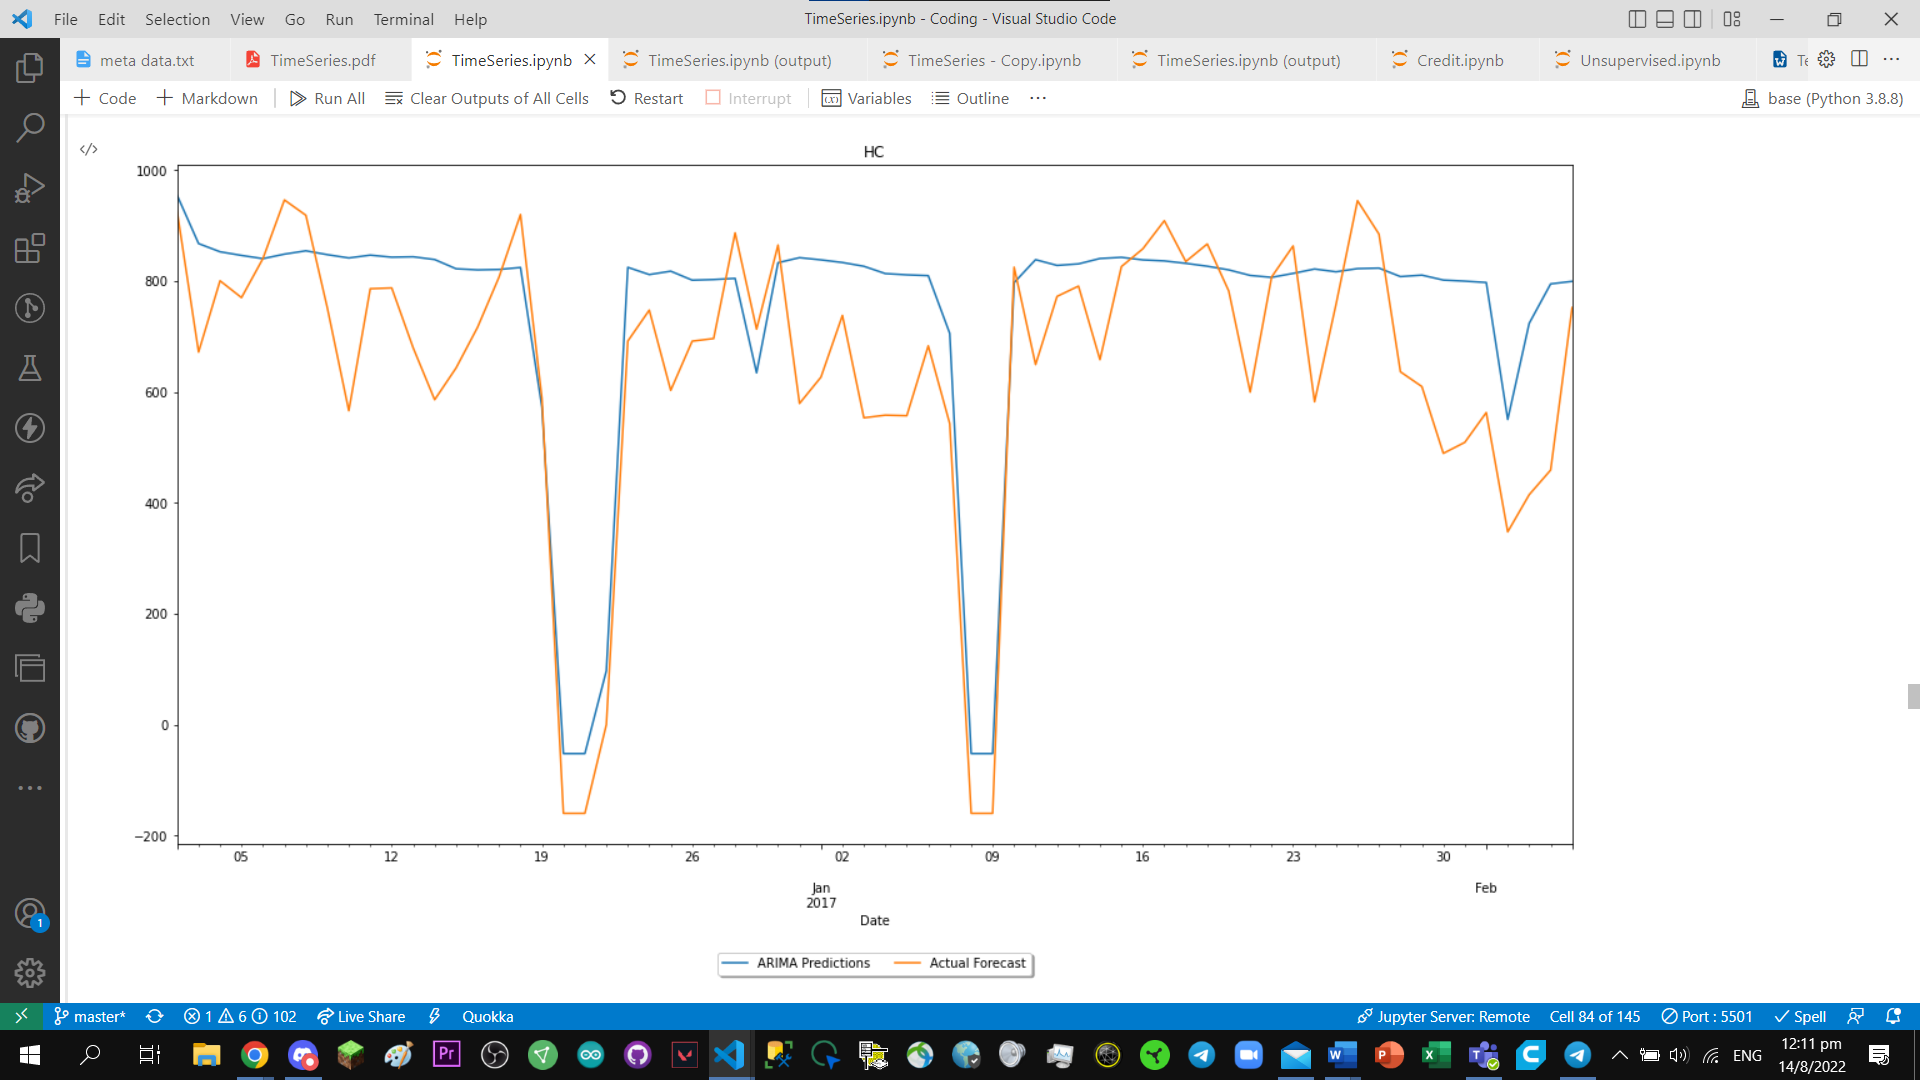 File Edit Selection View Go Run Terminal Help TimeSeries.ipynb - Coding - Visual Studio Code
meta data.txt TimeSeries.pdf TimeSeries.ipynb TimeSeries.ipynb (output) TimeSeries - Copy.ipynb TimeSeries.ipynb (output) Credit.ipynb Unsupervised.ipynb
Code Markdown Run All Clear Outputs of All Cells Restart Interrupt Variables Outline base (Python 3.8.8)
HC
1000
800
600
400
200
0
−200
05 12 19 26 02 09 16 23 30
Jan Feb
2017
Date
ARIMA Predictions Actual Forecast
1
master* 1 6 102 Live Share Quokka Jupyter Server: Remote Cell 84 of 145 Port : 5501 Spell
Pr ENG 12:11 pm
14/8/2022